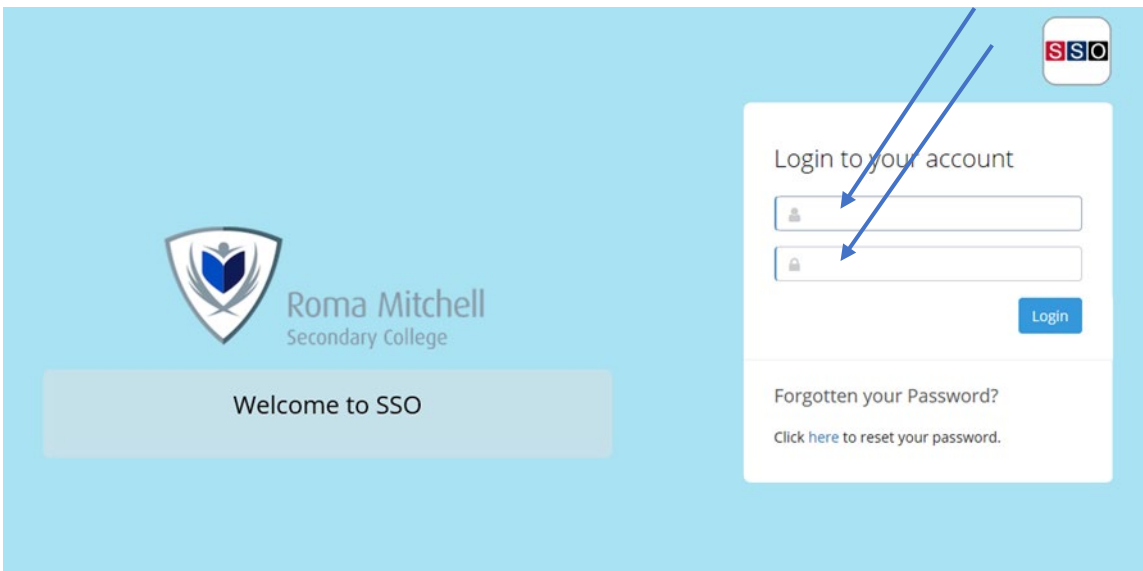 SSO
Login to your account
Roma Mitchell
Secondary College
Login
Welcome to SSO
Forgotten your Password?
Click here to reset your password.